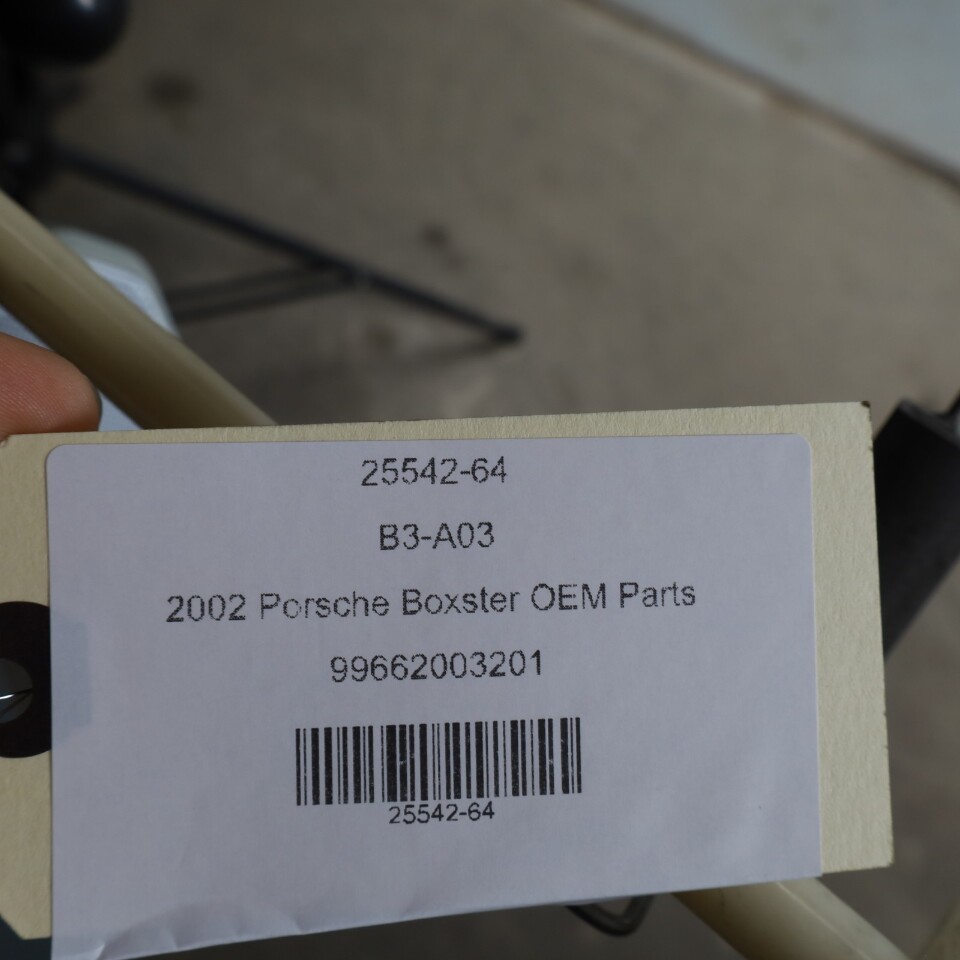 25542-64
B3-A03
2002 Porsche Boxster OEM Parts
99662003201
25542-64